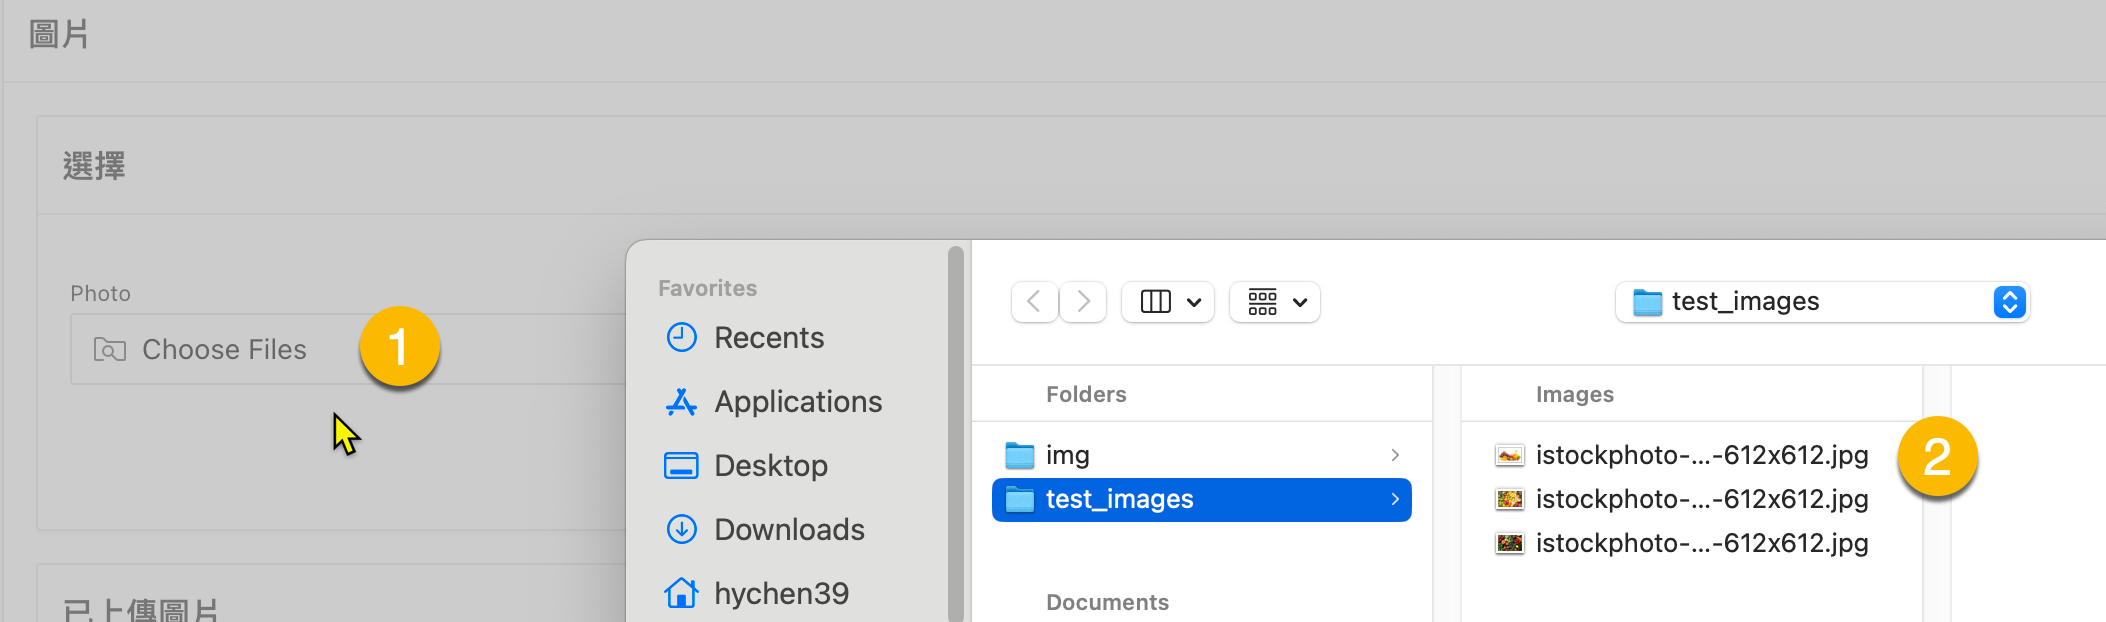 圖片
選擇
Photo
Choose Files
1
已上傳圖片
Favorites
Recents
Applications
Desktop
Downloads
hychen39
test_images
Folders
img
test_images
Documents
Images
istockphoto-...-612x612.jpg
istockphoto-...-612x612.jpg
istockphoto-...-612x612.jpg
2